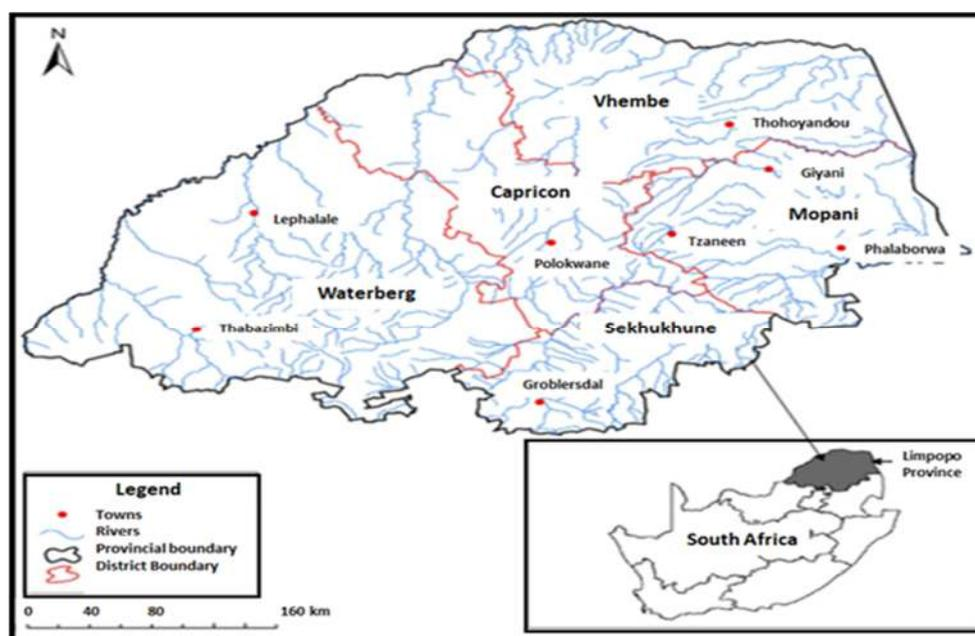 N
Vhembe
Thohoyandou
Giyani
Capricon
Mopani
Lephalale
Tzaneen
Phalaborwa
Polokwane
Waterberg
Thabazimbi
Sekhukhune
Groblersdal
Legend
Towns
Rivers
Provincial boundary
District Boundary
0 40 80 160 km
Limpopo
Province
South Africa